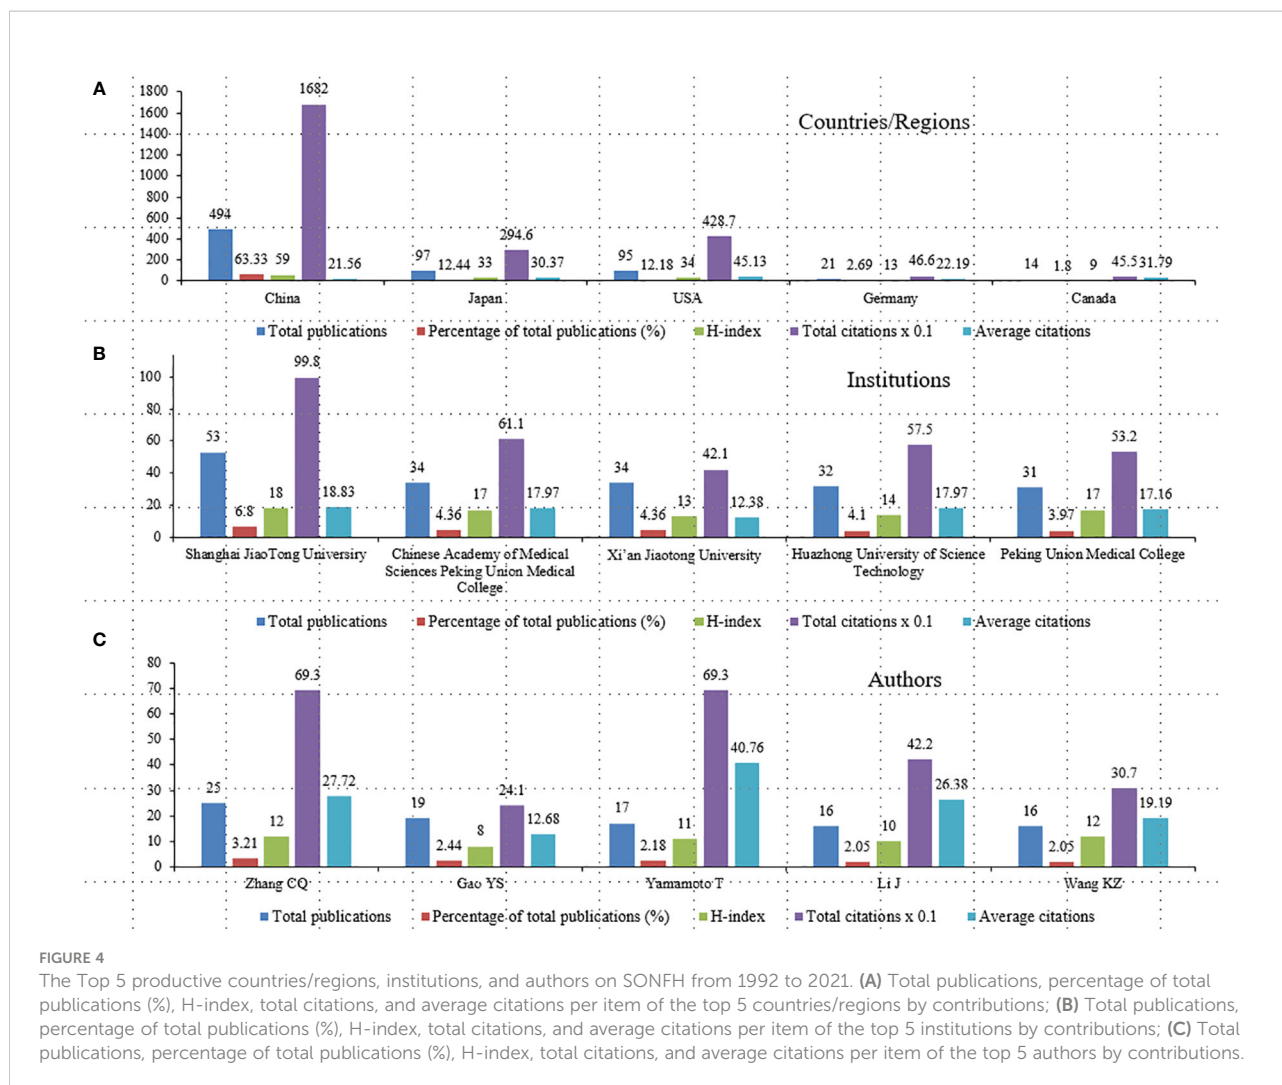 A
1800
1600
1400
1200
1000
800
600
400
200
0
Countries/Regions
494 63.33 59 1682 21.56
97 12.44 33 294.6 30.37
95 12.18 34 428.7 45.13
21 2.69 13 46.6 22.19
14 1.8 9 45.5 31.79
China Japan USA Germany Canada
Total publications Percentage of total publications (%) H-index Total citations x 0.1 Average citations
B
100
80
60
40
20
0
Institutions
53 6.8 18 99.8 18.83
34 4.36 17 61.1 17.97
34 4.36 13 42.1 12.38
32 4.1 14 57.5 17.97
31 3.97 17 53.2 17.16
Shanghai JiaoTong Universiry
Chinese Academy of Medical
Sciences Peking Union Medical
College
Xi'an Jiaotong University
Huazhong University of Science
Technology
Peking Union Medical College
Total publications Percentage of total publications (%) H-index Total citations x 0.1 Average citations
C
80
70
60
50
40
30
20
10
0
Authors
25 3.21 12 69.3 27.72
19 2.44 8 24.1 12.68
17 2.18 11 69.3 40.76
16 2.05 10 42.2 26.38
16 2.05 12 30.7 19.19
Zhang CQ Gao YS Yamamoto T Li J Wang KZ
Total publications Percentage of total publications (%) H-index Total citations x 0.1 Average citations
FIGURE 4
The Top 5 productive countries/regions, institutions, and authors on SONFH from 1992 to 2021. (A) Total publications, percentage of total
publications (%), H-index, total citations, and average citations per item of the top 5 countries/regions by contributions; (B) Total publications,
percentage of total publications (%), H-index, total citations, and average citations per item of the top 5 institutions by contributions; (C) Total
publications, percentage of total publications (%), H-index, total citations, and average citations per item of the top 5 authors by contributions.